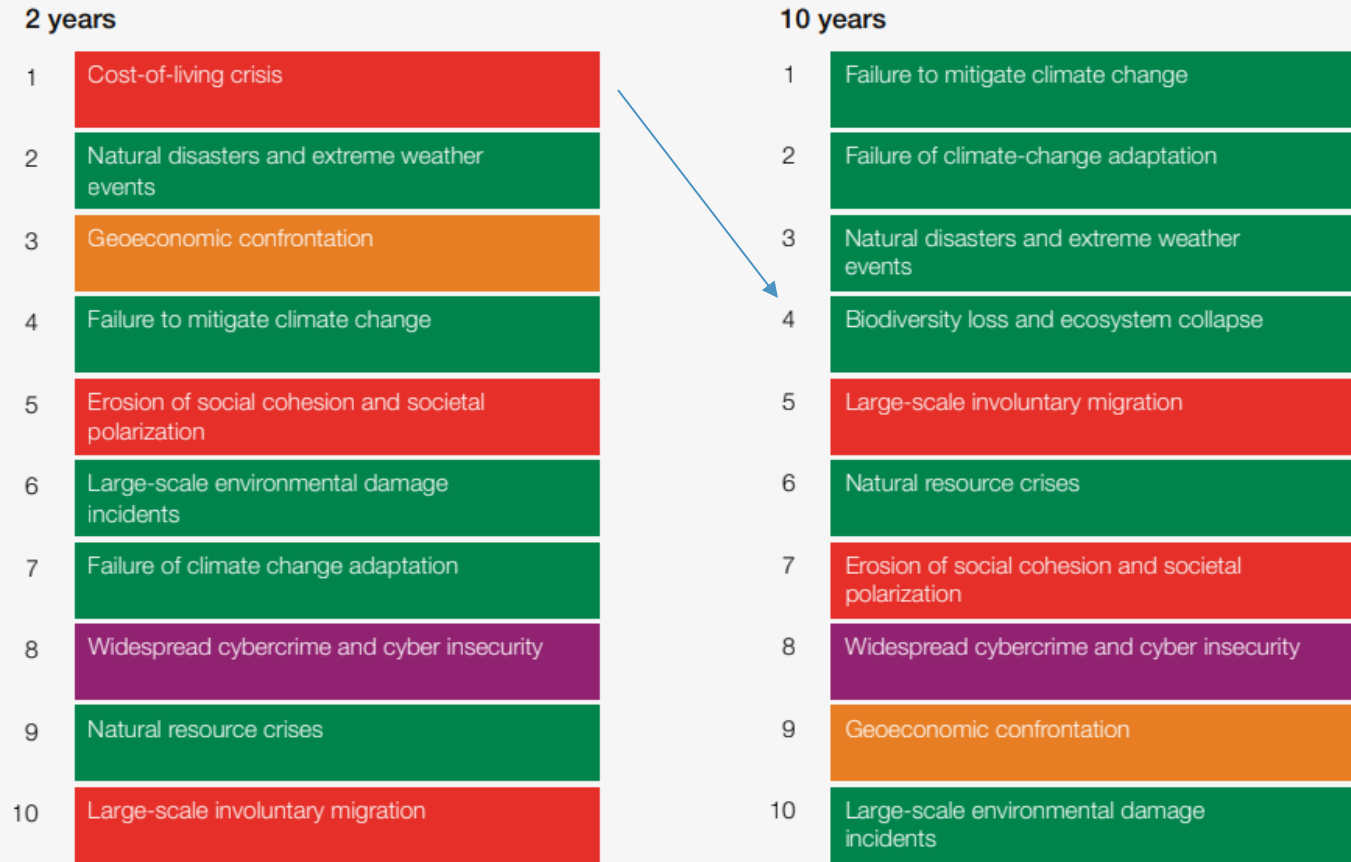 2 years
1
Cost-of-living crisis
2
Natural disasters and extreme weather
events
3
Geoeconomic confrontation
4
Failure to mitigate climate change
5
Erosion of social cohesion and societal
polarization
6
Large-scale environmental damage
incidents
7
Failure of climate change adaptation
8
Widespread cybercrime and cyber insecurity
9
Natural resource crises
10
Large-scale involuntary migration
10 years
1
Failure to mitigate climate change
2
Failure of climate-change adaptation
3
Natural disasters and extreme weather
events
4
Biodiversity loss and ecosystem collapse
5
Large-scale involuntary migration
6
Natural resource crises
7
Erosion of social cohesion and societal
polarization
8
Widespread cybercrime and cyber insecurity
9
Geoeconomic confrontation
10
Large-scale environmental damage
incidents